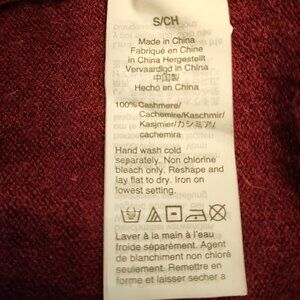 S/CH
Made in China
Fabriqué en Chine
in China Hergestellt
Vervaardigd in China
中国製
Hecho en China
100% Cashmere/
Cachemire/Kaschmir/
Kasjmier/カシミア/
cachemira
Hand wash cold
separately. Non chlorine
bleach only. Reshape and
lay flat to dry. Iron on
lowest setting.
Laver à la main à l'eau
froide séparément. Agent
de blanchiment non chloré
seulement. Remettre en
forme et laisser sécher a